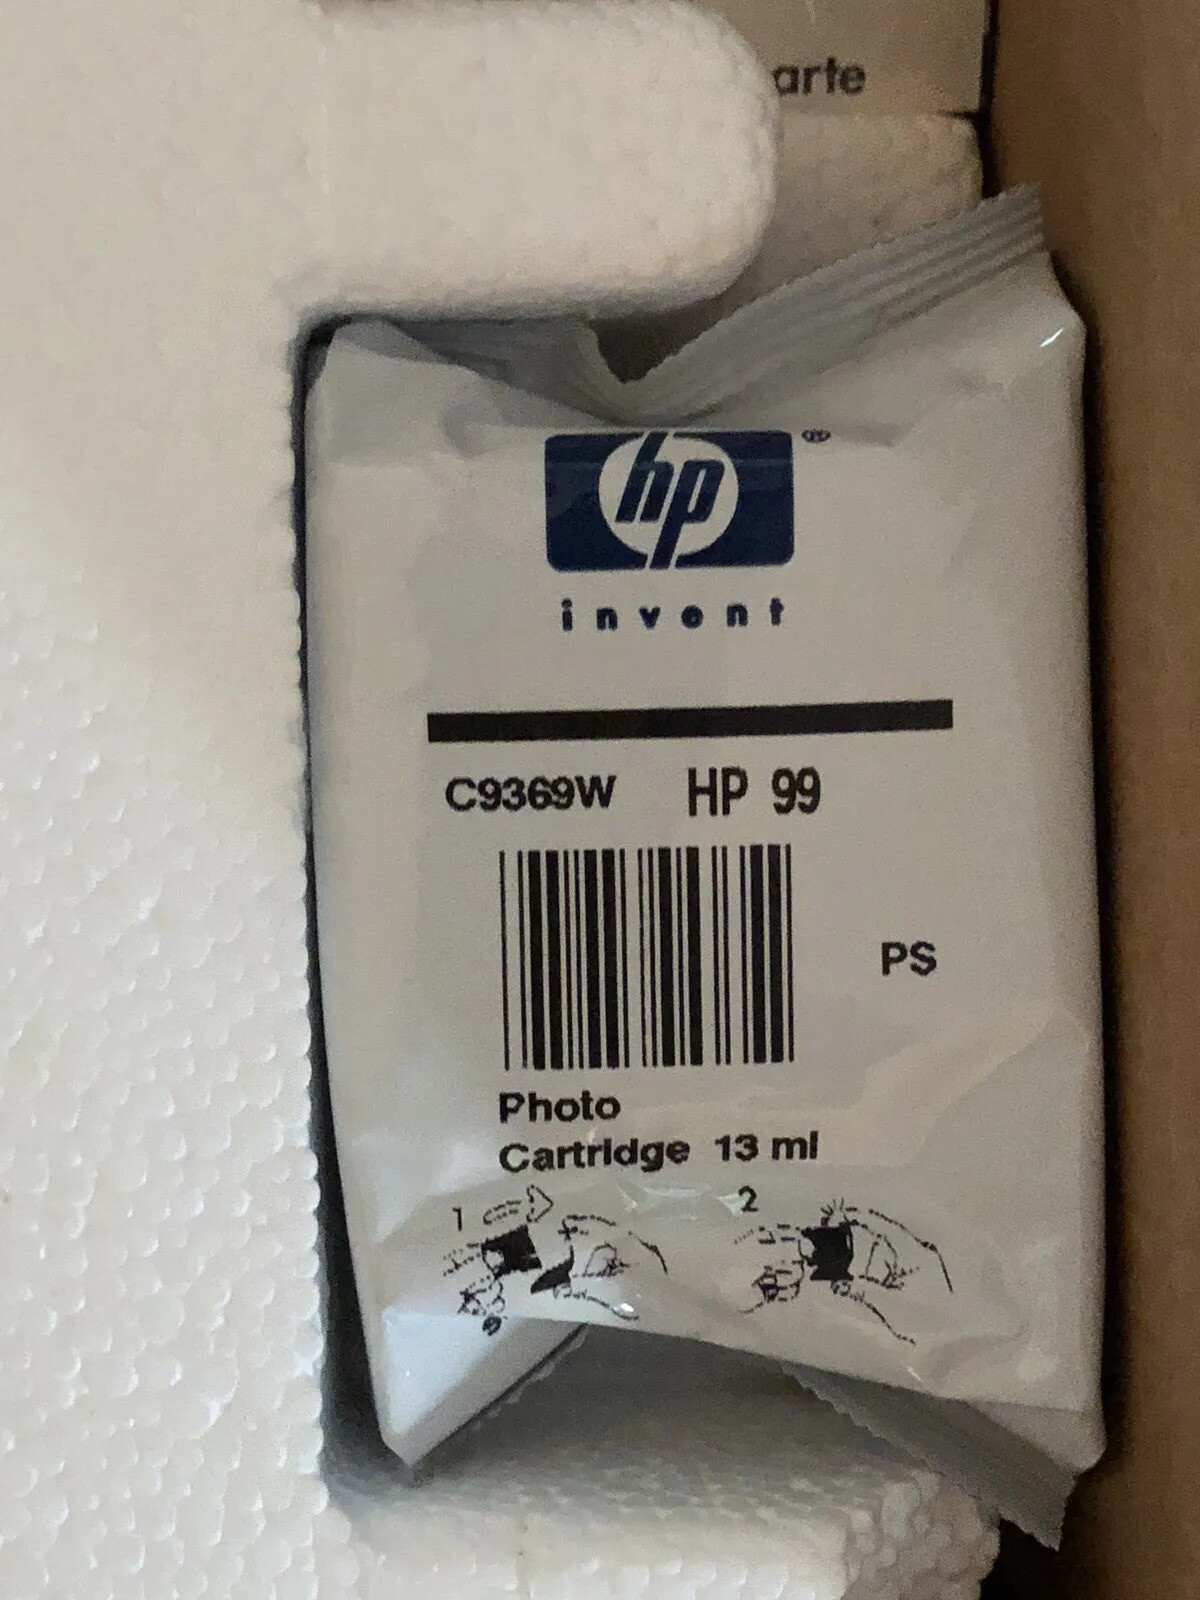 arte
hp®
invent
C9369W HP 99
PS
Photo
Cartridge 13 ml
1 2